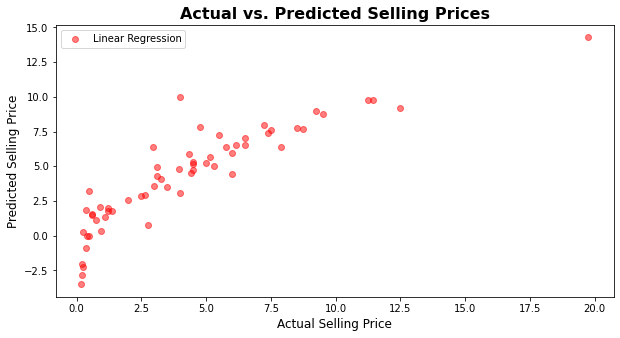 Actual vs. Predicted Selling Prices
Linear Regression
15.0
12.5
10.0
7.5
5.0
2.5
0.0
−2.5
Predicted Selling Price
0.0 2.5 5.0 7.5 10.0 12.5 15.0 17.5 20.0
Actual Selling Price